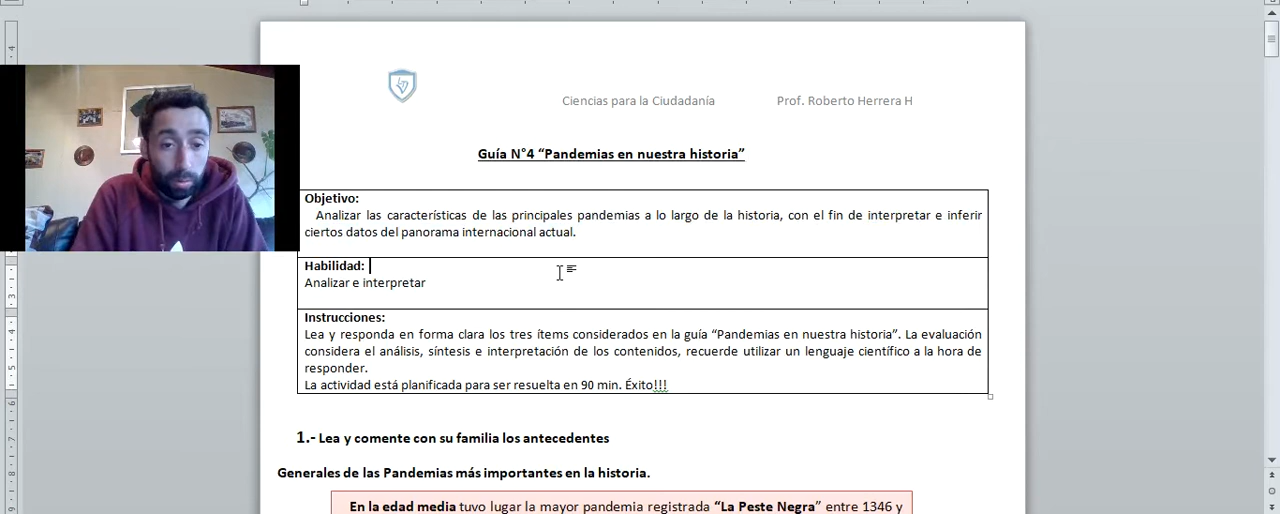 Ciencias para la Ciudadanía Prof. Roberto Herrera H
Guía N°4 “Pandemias en nuestra historia”
Objetivo:
Analizar las características de las principales pandemias a lo largo de la historia, con el fin de interpretar e inferir
ciertos datos del panorama internacional actual.
Habilidad:
Analizar e interpretar
Instrucciones:
Lea y responda en forma clara los tres ítems considerados en la guía “Pandemias en nuestra historia”. La evaluación
considera el análisis, síntesis e interpretación de los contenidos, recuerde utilizar un lenguaje científico a la hora de
responder.
La actividad está planificada para ser resuelta en 90 min. Éxito!!!
1.- Lea y comente con su familia los antecedentes
Generales de las Pandemias más importantes en la historia.
En la edad media tuvo lugar la mayor pandemia registrada “La Peste Negra” entre 1346 y